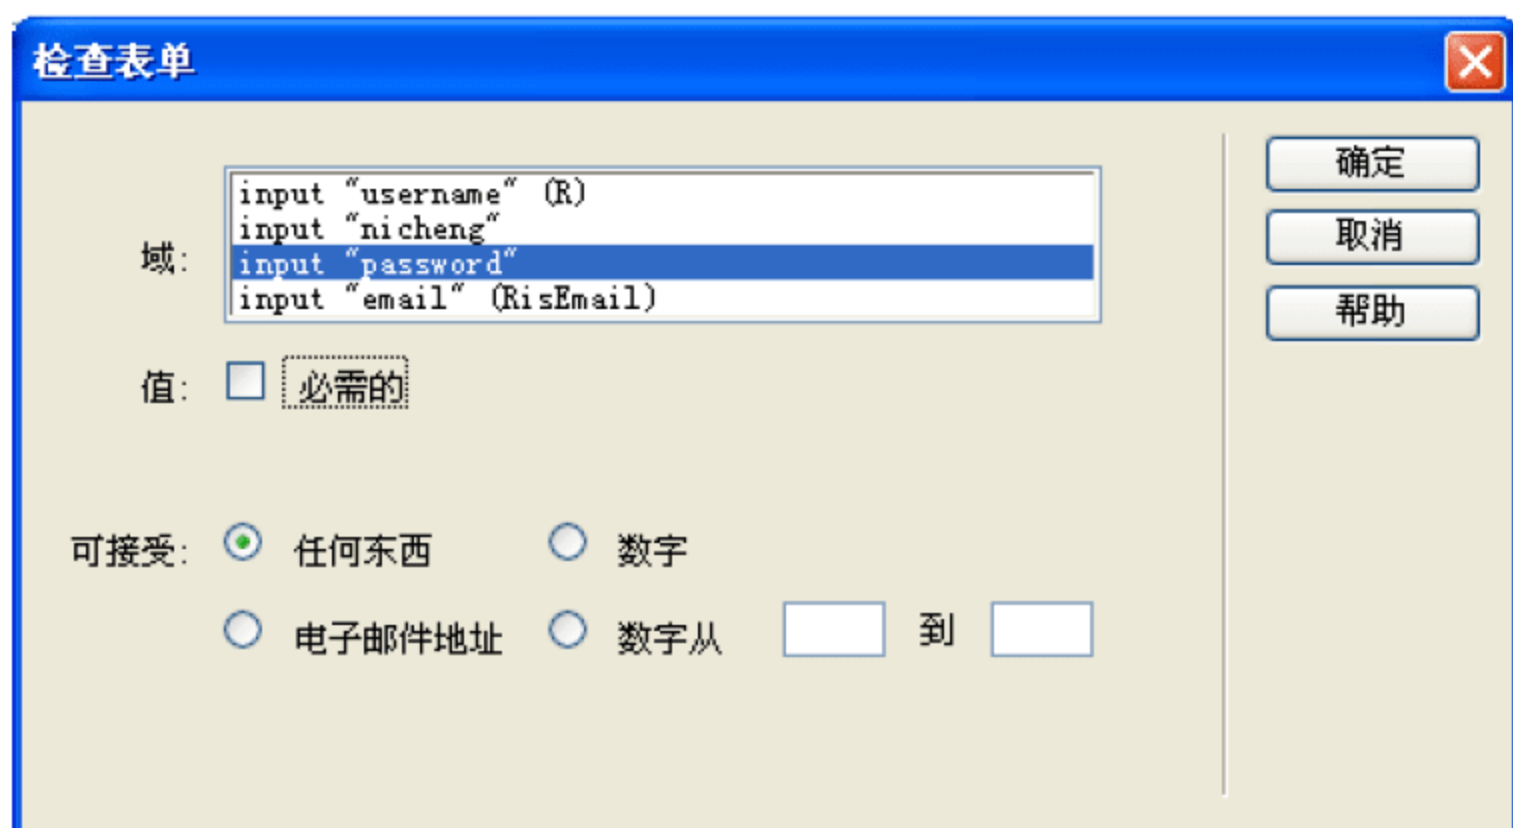 检查表单
域:
input "username" (R)
input "nicheng"
input "password"
input "email" (RisEmail)
值: 必需的
可接受: 任何东西 数字
电子邮件地址 数字从 到
确定
取消
帮助